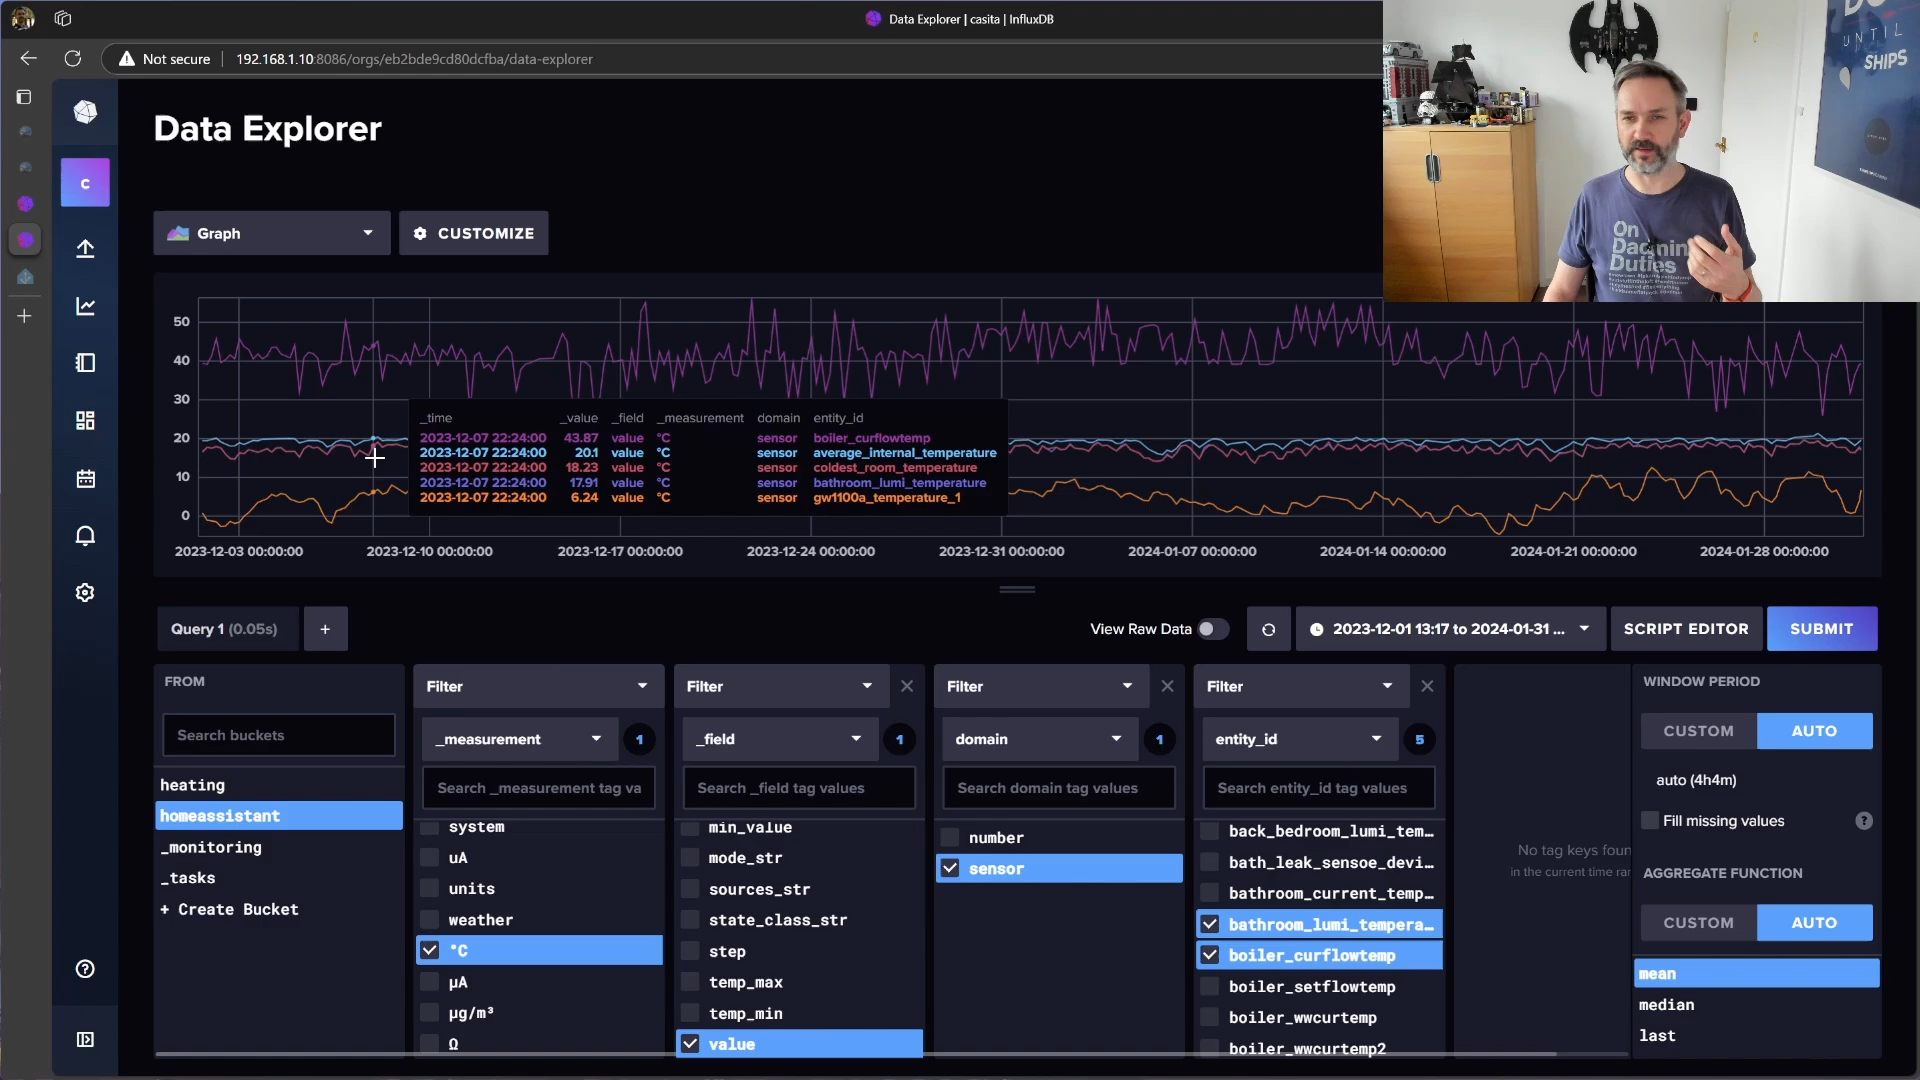 Data Explorer | casita | InfluxDB
Not secure
192.168.1.10:8086/orgs/eb2bde9cd80dcfba/data-explorer
UNTIL
SHIPS
On
Duties
C
Data Explorer
Graph
CUSTOMIZE
50
40
30
20
10
0
_time _value _field _measurement domain entity_id
2023-12-07 22:24:00 43.87 value °C sensor boiler_curflowtemp
2023-12-07 22:24:00 20.1 value °C sensor average_internal_temperature
2023-12-07 22:24:00 18.23 value °C sensor coldest_room_temperature
2023-12-07 22:24:00 17.91 value °C sensor bathroom_lumi_temperature
2023-12-07 22:24:00 6.24 value °C sensor gw1100a_temperature_1
2023-12-03 00:00:00 2023-12-10 00:00:00 2023-12-17 00:00:00 2023-12-24 00:00:00 2023-12-31 00:00:00 2024-01-07 00:00:00 2024-01-14 00:00:00 2024-01-21 00:00:00 2024-01-28 00:00:00
Query 1 (0.05s)
+
View Raw Data
2023-12-01 13:17 to 2024-01-31 ...
SCRIPT EDITOR
SUBMIT
FROM
Search buckets
heating
homeassistant
_monitoring
_tasks
+ Create Bucket
Filter
_measurement
1
Search _measurement tag va
system
uA
units
weather
°C
μA
μg/m³
Ω
Filter
_field
1
Search _field tag values
min_value
mode_str
sources_str
state_class_str
step
temp_max
temp_min
value
Filter
domain
1
Search domain tag values
number
sensor
Filter
entity_id
5
Search entity_id tag values
back_bedroom_lumi_tem…
bath_leak_sensoe_devi…
bathroom_current_temp…
bathroom_lumi_tempera…
boiler_curflowtemp
boiler_setflowtemp
boiler_wwcurtemp
boiler_wwcurtemp2
No tag keys foun
in the current time ran
WINDOW PERIOD
CUSTOM
AUTO
auto (4h4m)
Fill missing values
?
AGGREGATE FUNCTION
CUSTOM
AUTO
mean
median
last